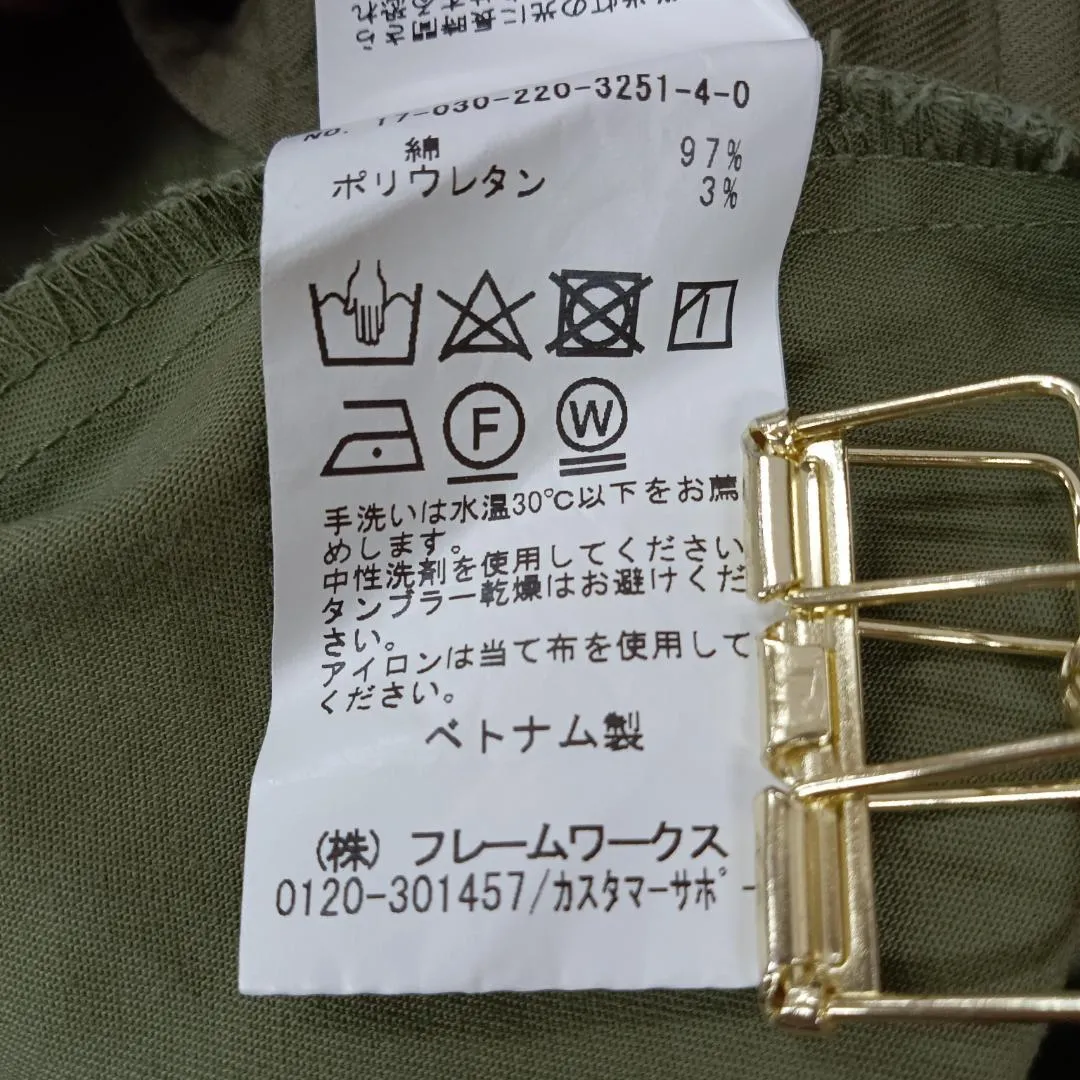 No. 17-030-220-3251-4-0
綿 97%
ポリウレタン 3%
F W
手洗いは水温30℃以下をお薦
めします。
中性洗剤を使用してください
タンブラー乾燥はお避けくだ
さい。
アイロンは当て布を使用して
ください。
ベトナム製
(株) フレームワークス
0120-301457/カスタマーサポ